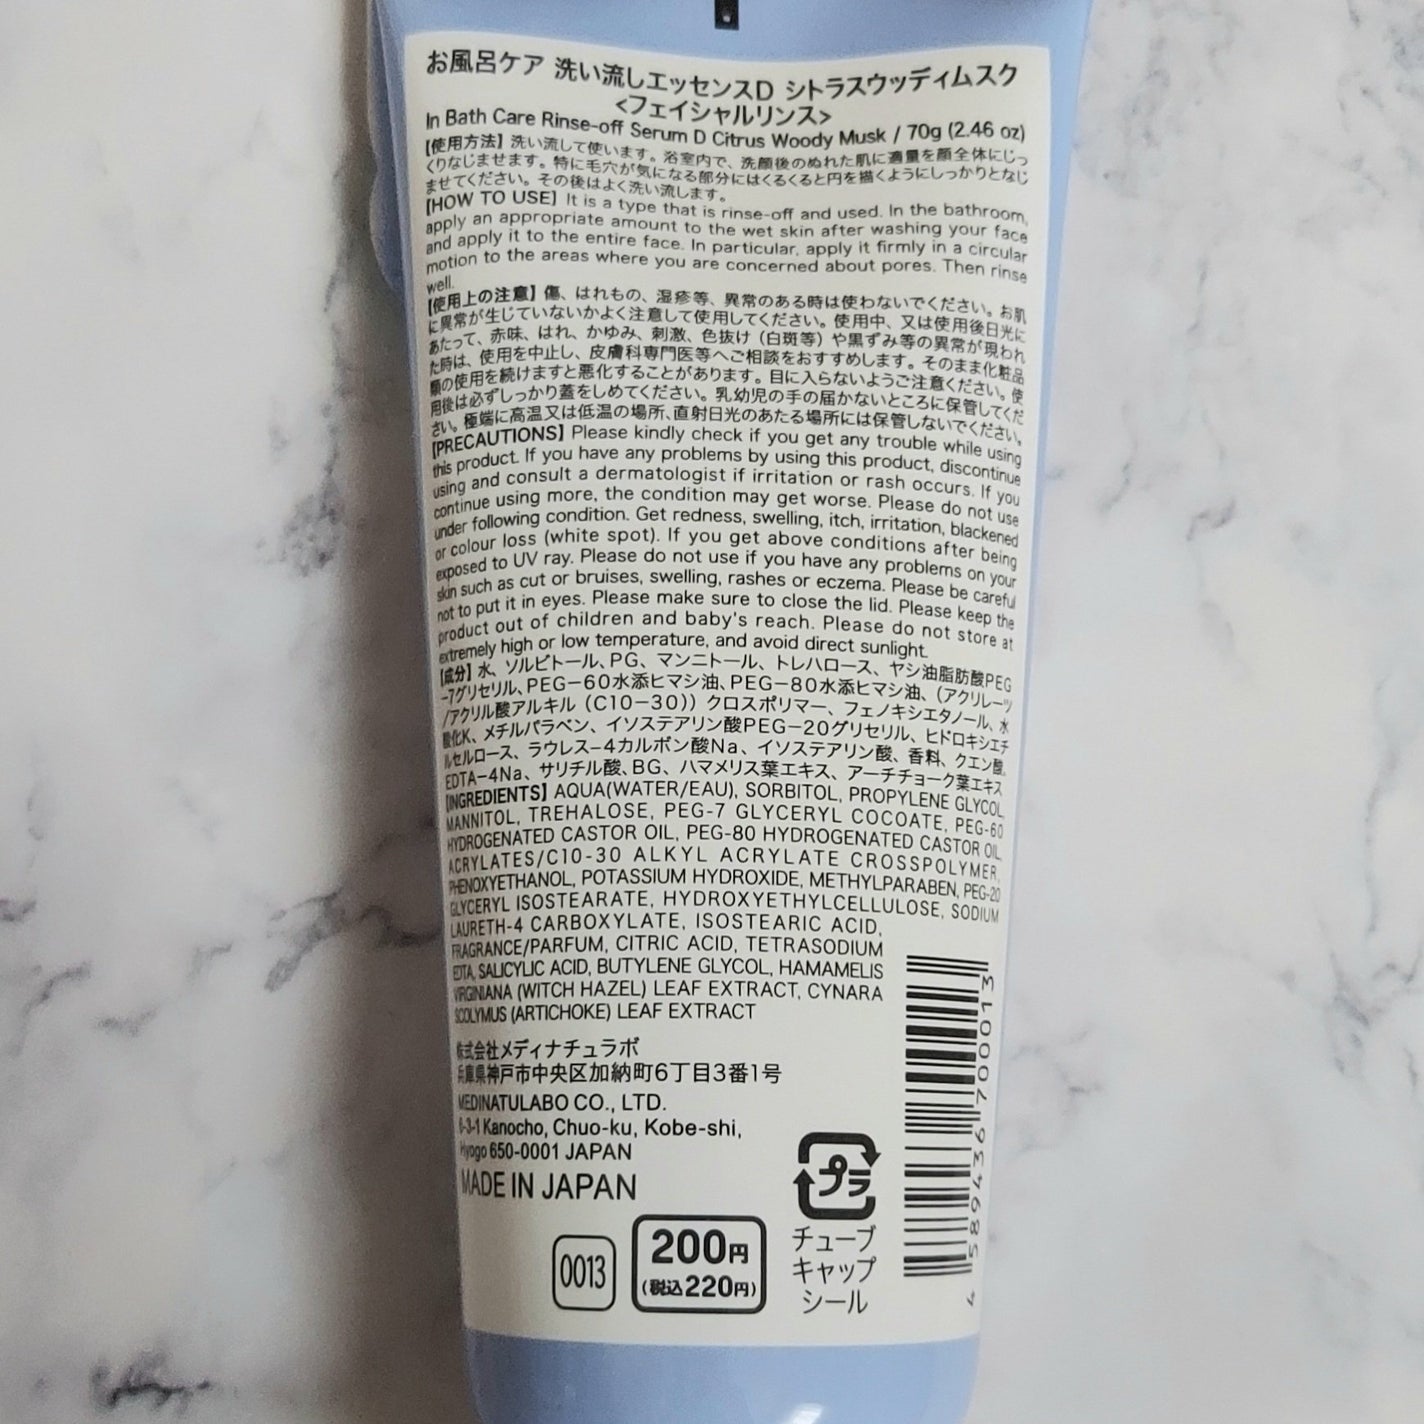 お風呂ケア 洗い流しエッセンスD シトラスウッディムスク
<フェイシャルリンス>
In Bath Care Rinse-off Serum D Citrus Woody Musk / 70g (2.46 oz)
【使用方法】洗い流して使います。浴室内で、洗顔後のぬれた肌に適量を顔全体にじっ
くりなじませます。特に毛穴が気になる部分にはくるくると円を描くようにしっかりとなじ
ませてください。その後はよく洗い流します。
【HOW TO USE】It is a type that is rinse-off and used. In the bathroom,
apply an appropriate amount to the wet skin after washing your face
and apply it to the entire face. In particular, apply it firmly in a circular
motion to the areas where you are concerned about pores. Then rinse
well.
【使用上の注意】傷、はれもの、湿疹等、異常のある時は使わないでください。お肌
に異常が生じていないかよく注意して使用してください。使用中、又は使用後日光に
あたって、赤味、はれ、かゆみ、刺激、色抜け（白斑等）や黒ずみ等の異常が現われ
た時は、使用を中止し、皮膚科専門医等へご相談をおすすめします。そのまま化粧品
類の使用を続けますと悪化することがあります。目に入らないようご注意ください。使
用後は必ずしっかり蓋をしめてください。乳幼児の手の届かないところに保管してくだ
さい。極端に高温又は低温の場所、直射日光のあたる場所には保管しないでください。
【PRECAUTIONS】Please kindly check if you get any trouble while using
this product. If you have any problems by using this product, discontinue
using and consult a dermatologist if irritation or rash occurs. If you
continue using more, the condition may get worse. Please do not use
under following condition. Get redness, swelling, itch, irritation, blackened
or colour loss (white spot). If you get above conditions after being
exposed to UV ray. Please do not use if you have any problems on your
skin such as cut or bruises, swelling, rashes or eczema. Please be careful
not to put it in eyes. Please make sure to close the lid. Please keep the
product out of children and baby's reach. Please do not store at
extremely high or low temperature, and avoid direct sunlight.
【成分】水、ソルビトール、PG、マンニトール、トレハロース、ヤシ油脂肪酸PEG
−7グリセリル、PEG−60水添ヒマシ油、PEG−80水添ヒマシ油、（アクリレーツ
/アクリル酸アルキル（C10−30））クロスポリマー、フェノキシエタノール、水
酸化K、メチルパラベン、イソステアリン酸PEG−20グリセリル、ヒドロキシエチ
ルセルロース、ラウレス−4カルボン酸Na、イソステアリン酸、香料、クエン酸、
EDTA−4Na、サリチル酸、BG、ハマメリス葉エキス、アーチチョーク葉エキス
【INGREDIENTS】AQUA(WATER/EAU), SORBITOL, PROPYLENE GLYCOL,
MANNITOL, TREHALOSE, PEG-7 GLYCERYL COCOATE, PEG-60
HYDROGENATED CASTOR OIL, PEG-80 HYDROGENATED CASTOR OIL,
ACRYLATES/C10-30 ALKYL ACRYLATE CROSSPOLYMER,
PHENOXYETHANOL, POTASSIUM HYDROXIDE, METHYLPARABEN, PEG-20
GLYCERYL ISOSTEARATE, HYDROXYETHYLCELLULOSE, SODIUM
LAURETH-4 CARBOXYLATE, ISOSTEARIC ACID,
FRAGRANCE/PARFUM, CITRIC ACID, TETRASODIUM
EDTA, SALICYLIC ACID, BUTYLENE GLYCOL, HAMAMELIS
VIRGINIANA (WITCH HAZEL) LEAF EXTRACT, CYNARA
SCOLYMUS (ARTICHOKE) LEAF EXTRACT
株式会社メディナチュラボ
兵庫県神戸市中央区加納町6丁目3番1号
MEDINATULABO CO., LTD.
6-3-1 Kanocho, Chuo-ku, Kobe-shi,
Hyogo 650-0001 JAPAN
MADE IN JAPAN
0013
200円
(税込220円)
プラ
チューブ
キャップ
シール
4 589439 700013